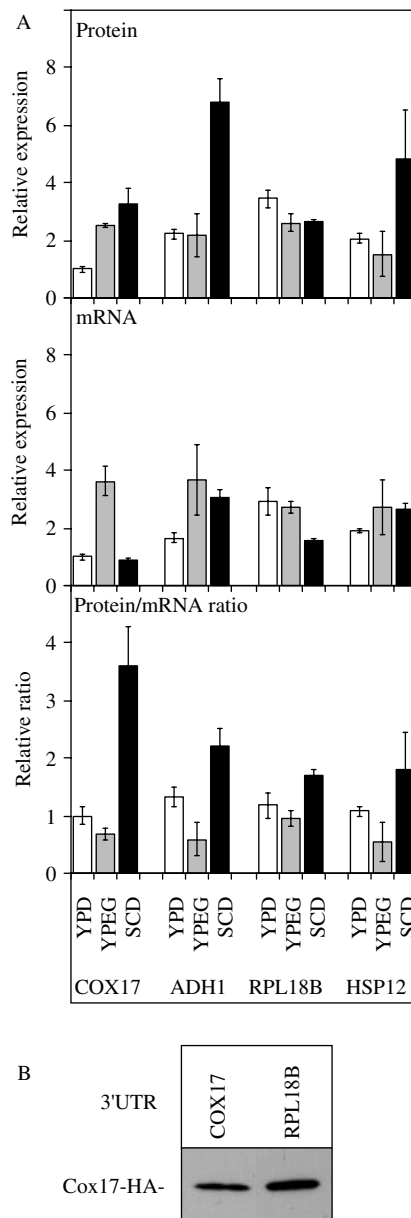 A
Protein
Relative expression
8
6
4
2
0
mRNA
Relative expression
8
6
4
2
0
Protein/mRNA ratio
Relative ratio
4
3
2
1
0
YPD YPEG SCD YPD YPEG SCD YPD YPEG SCD YPD YPEG SCD
COX17 ADH1 RPL18B HSP12
B
3'UTR COX17 RPL18B
Cox17-HA-